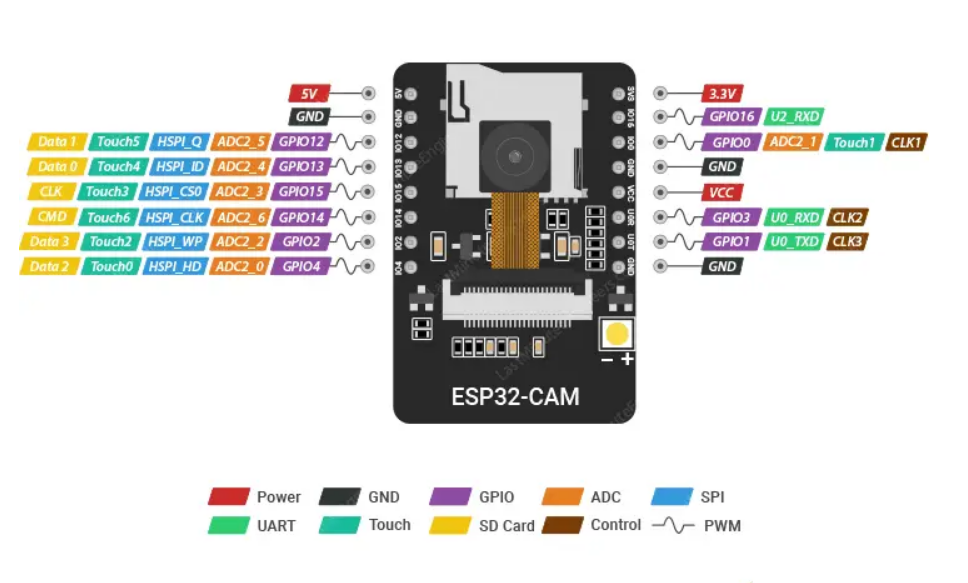 5V
GND
Data 1 Touch5 HSPI_Q ADC2_5 GPIO12
Data 0 Touch4 HSPI_ID ADC2_4 GPIO13
CLK Touch3 HSPI_CS0 ADC2_3 GPIO15
CMD Touch6 HSPI_CLK ADC2_6 GPIO14
Data 3 Touch2 HSPI_WP ADC2_2 GPIO2
Data 2 Touch0 HSPI_HD ADC2_0 GPIO4
5V
GND
IO12
IO13
IO15
IO14
IO2
IO4
3V3
IO16
IO0
GND
VCC
U0R
U0T
GND
3.3V
GPIO16 U2_RXD
GPIO0 ADC2_1 Touch1 CLK1
GND
VCC
GPIO3 U0_RXD CLK2
GPIO1 U0_TXD CLK3
GND
− +
ESP32-CAM
Power GND GPIO ADC SPI
UART Touch SD Card Control PWM